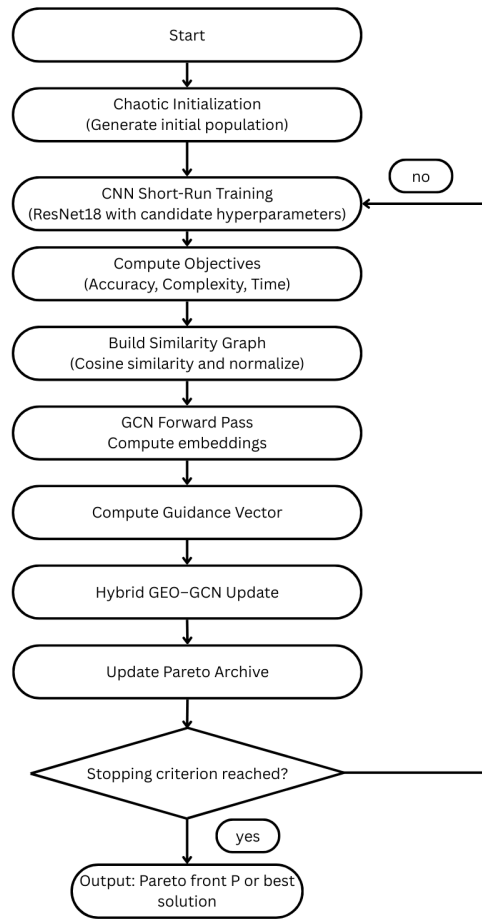 Start
Chaotic Initialization
(Generate initial population)
no
CNN Short-Run Training
(ResNet18 with candidate hyperparameters)
Compute Objectives
(Accuracy, Complexity, Time)
Build Similarity Graph
(Cosine similarity and normalize)
GCN Forward Pass
Compute embeddings
Compute Guidance Vector
Hybrid GEO–GCN Update
Update Pareto Archive
Stopping criterion reached?
yes
Output: Pareto front P or best
solution